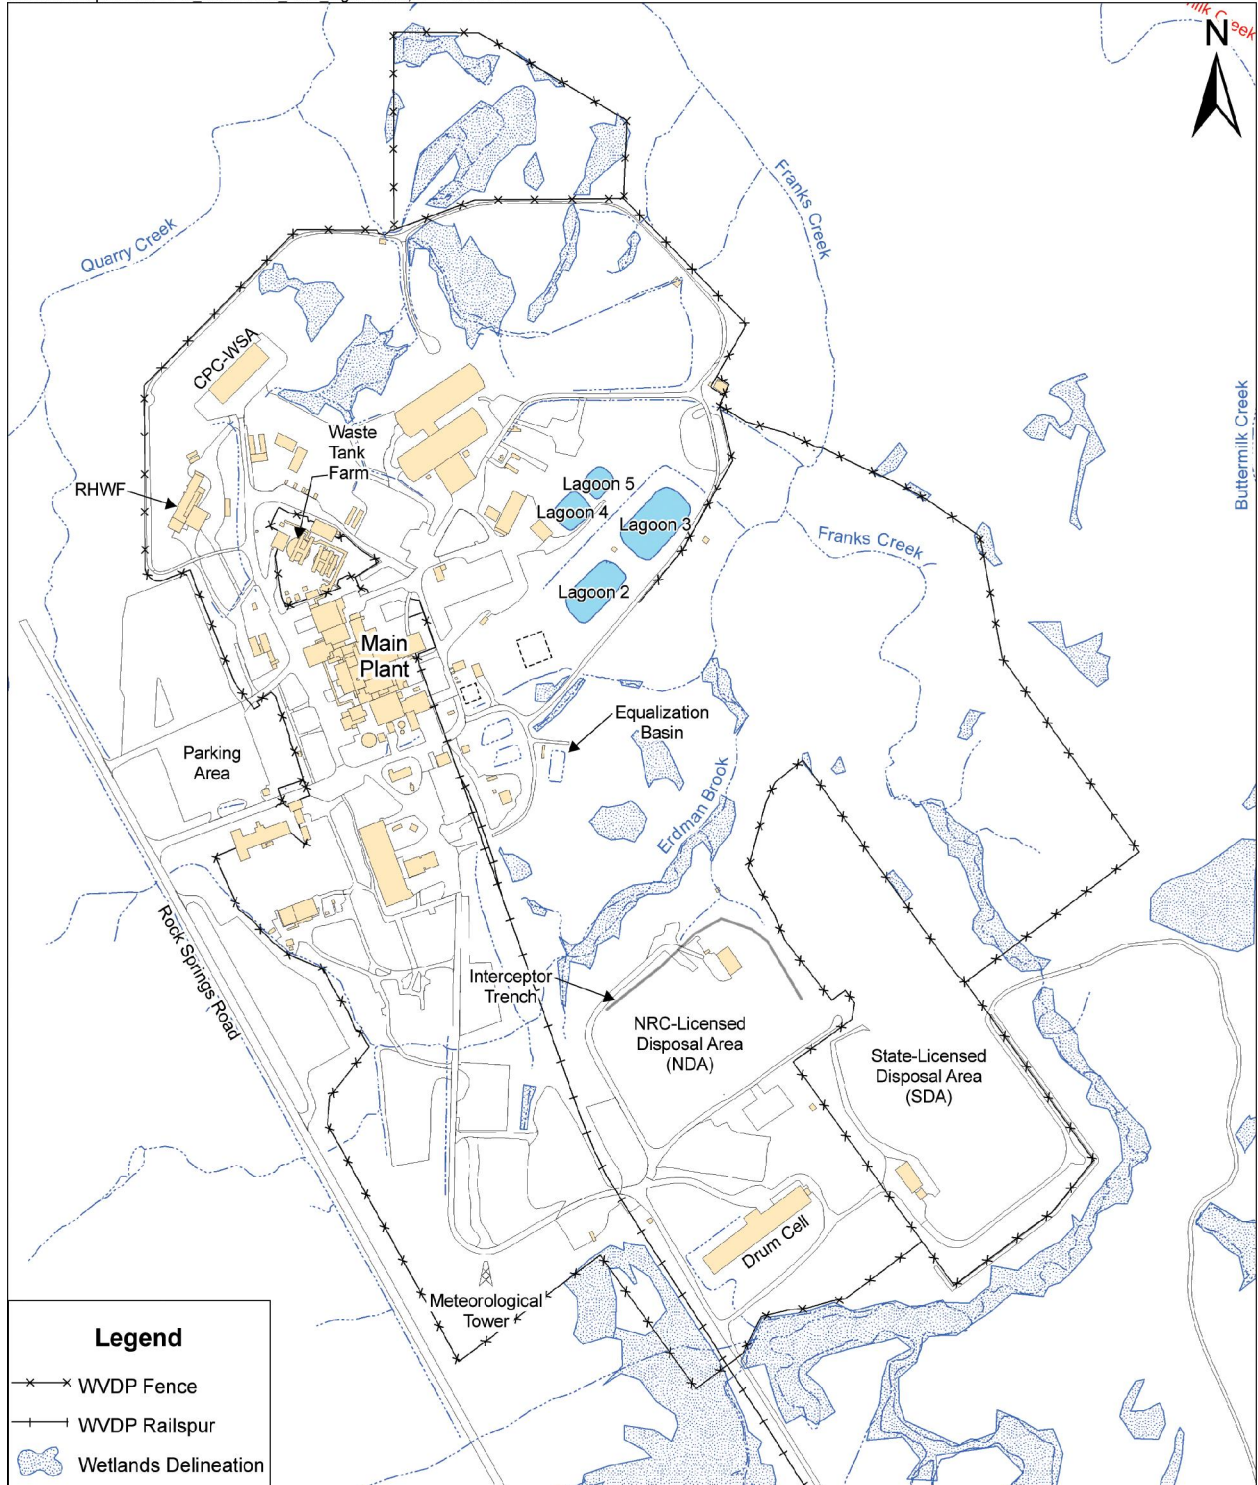 N
Franks Creek
Quarry Creek
CPC-WSA
Buttermilk Creek
Waste
Tank
Farm
RHWF
Lagoon 5
Lagoon 4
Lagoon 3
Franks Creek
Lagoon 2
Main
Plant
Equalization
Basin
Parking
Area
Erdman Brook
Rock Springs Road
Interceptor
Trench
NRC-Licensed
Disposal Area
(NDA)
State-Licensed
Disposal Area
(SDA)
Drum Cell
Meteorological
Tower
Legend
WVDP Fence
WVDP Railspur
Wetlands Delineation